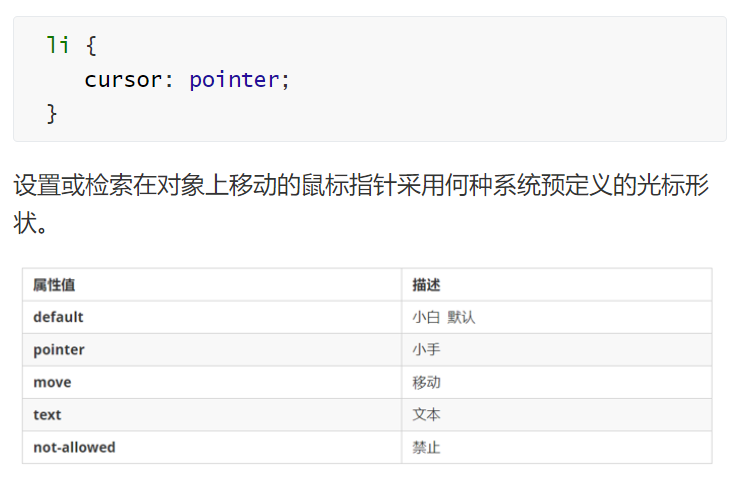 li {
cursor: pointer;
}
设置或检索在对象上移动的鼠标指针采用何种系统预定义的光标形
状。
属性值 描述
default 小白 默认
pointer 小手
move 移动
text 文本
not-allowed 禁止